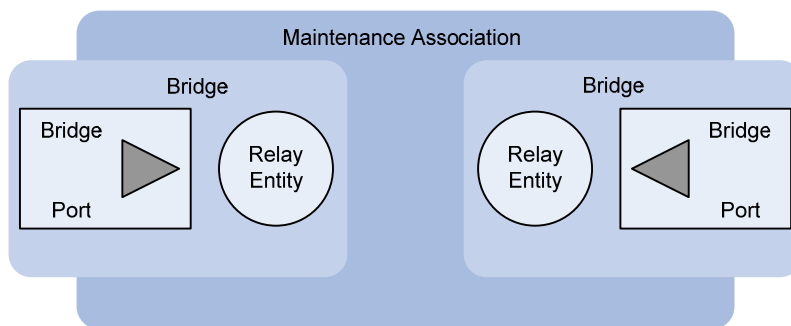 Maintenance Association
Bridge
Bridge
Port
Relay
Entity
Bridge
Relay
Entity
Bridge
Port